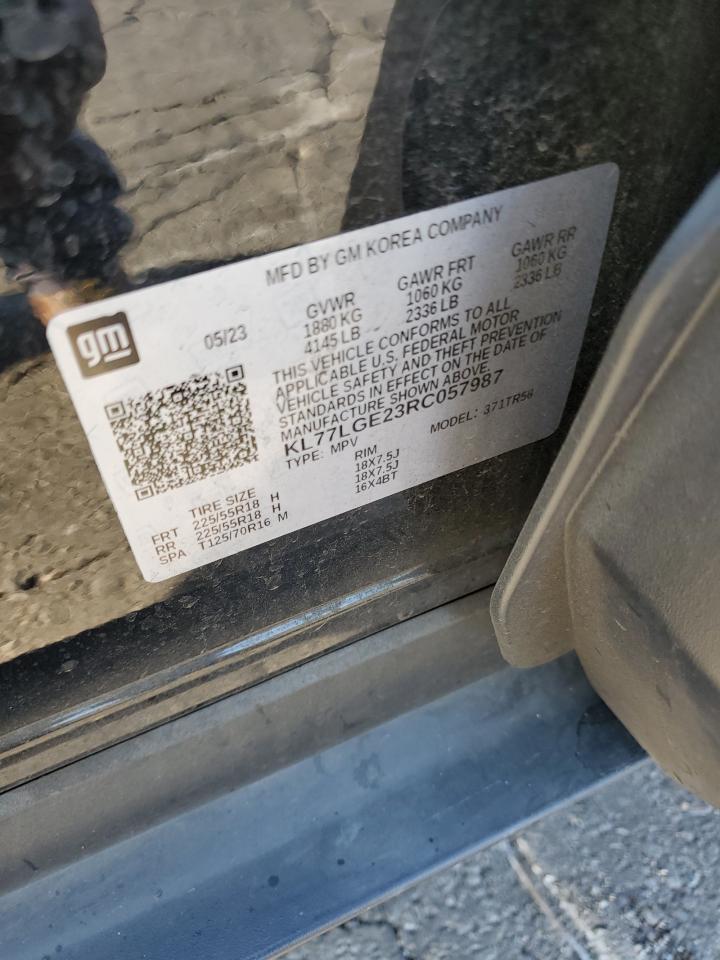 MFD BY GM KOREA COMPANY
gm
05/23
GVWR GAWR FRT GAWR RR
1880 KG 1060 KG 1060 KG
4145 LB 2336 LB 2336 LB
THIS VEHICLE CONFORMS TO ALL
APPLICABLE U.S. FEDERAL MOTOR
VEHICLE SAFETY AND THEFT PREVENTION
STANDARDS IN EFFECT ON THE DATE OF
MANUFACTURE SHOWN ABOVE.
KL77LGE23RC057987
TYPE: MPV MODEL: 371TR58
TIRE SIZE RIM
FRT 225/55R18 H 18X7.5J
RR 225/55R18 H 18X7.5J
SPA T125/70R16 M 16X4BT